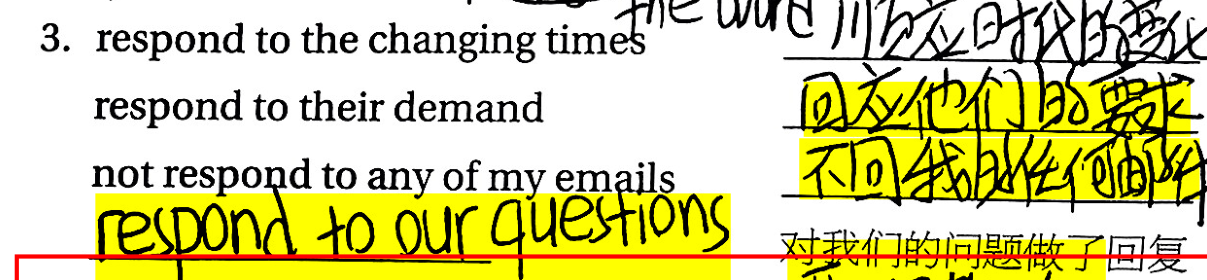 the word
3. respond to the changing times 顺应时代的变化
respond to their demand 回应他们的要求
not respond to any of my emails 不回我的任何邮件
respond to our questions
对我们的问题做了回复